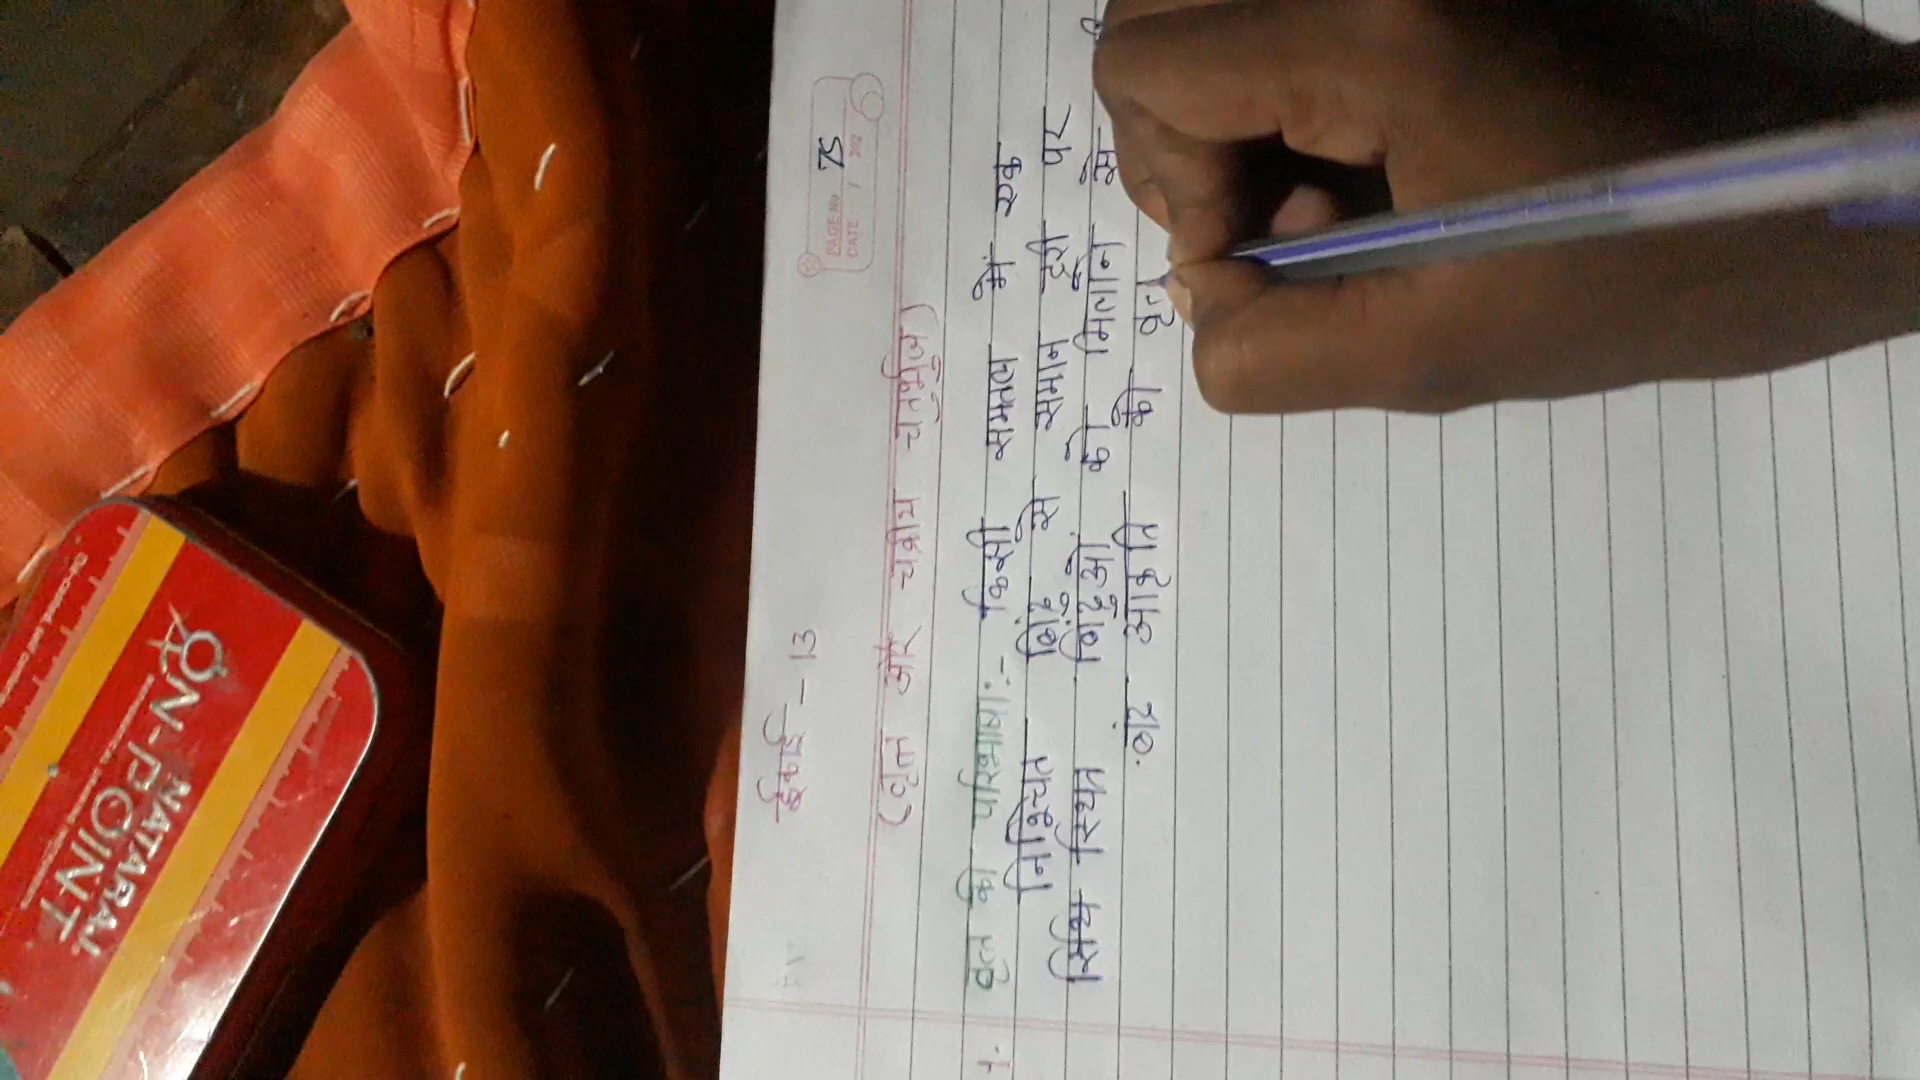 PAGE No 75
DATE / / 202
इकाई - 13
(वृत्त और चक्रीय चतुर्भुज)
1. वृत्त की परिभाषा :- किसी समतल में एक
निश्चित बिंदु से समान दूरी पर
स्थित बिंदुओं को मिलाने से
बंद आकृति को वृ
NATARAJ
ON-POINT